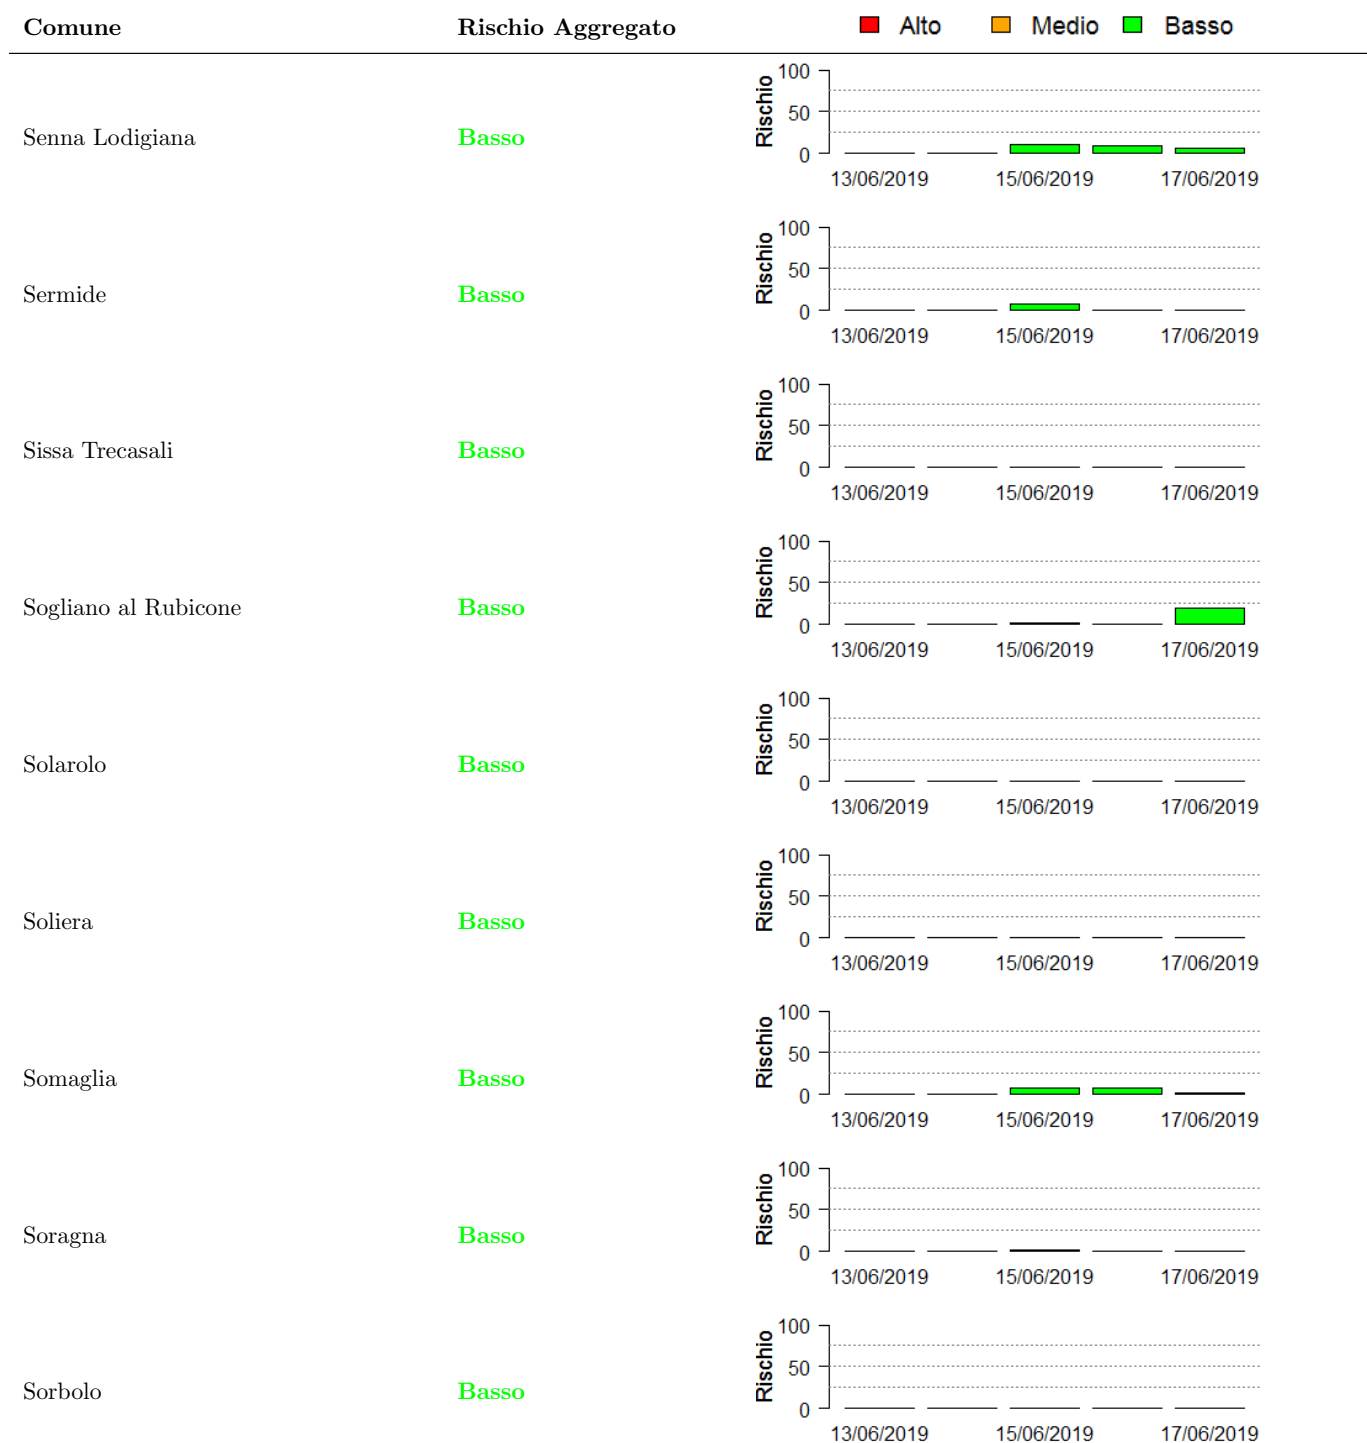 Comune Rischio Aggregato Alto Medio Basso
100
50
0
Rischio
Senna Lodigiana Basso
13/06/2019 15/06/2019 17/06/2019
100
50
0
Rischio
Sermide Basso
13/06/2019 15/06/2019 17/06/2019
100
50
0
Rischio
Sissa Trecasali Basso
13/06/2019 15/06/2019 17/06/2019
100
50
0
Rischio
Sogliano al Rubicone Basso
13/06/2019 15/06/2019 17/06/2019
100
50
0
Rischio
Solarolo Basso
13/06/2019 15/06/2019 17/06/2019
100
50
0
Rischio
Soliera Basso
13/06/2019 15/06/2019 17/06/2019
100
50
0
Rischio
Somaglia Basso
13/06/2019 15/06/2019 17/06/2019
100
50
0
Rischio
Soragna Basso
13/06/2019 15/06/2019 17/06/2019
100
50
0
Rischio
Sorbolo Basso
13/06/2019 15/06/2019 17/06/2019